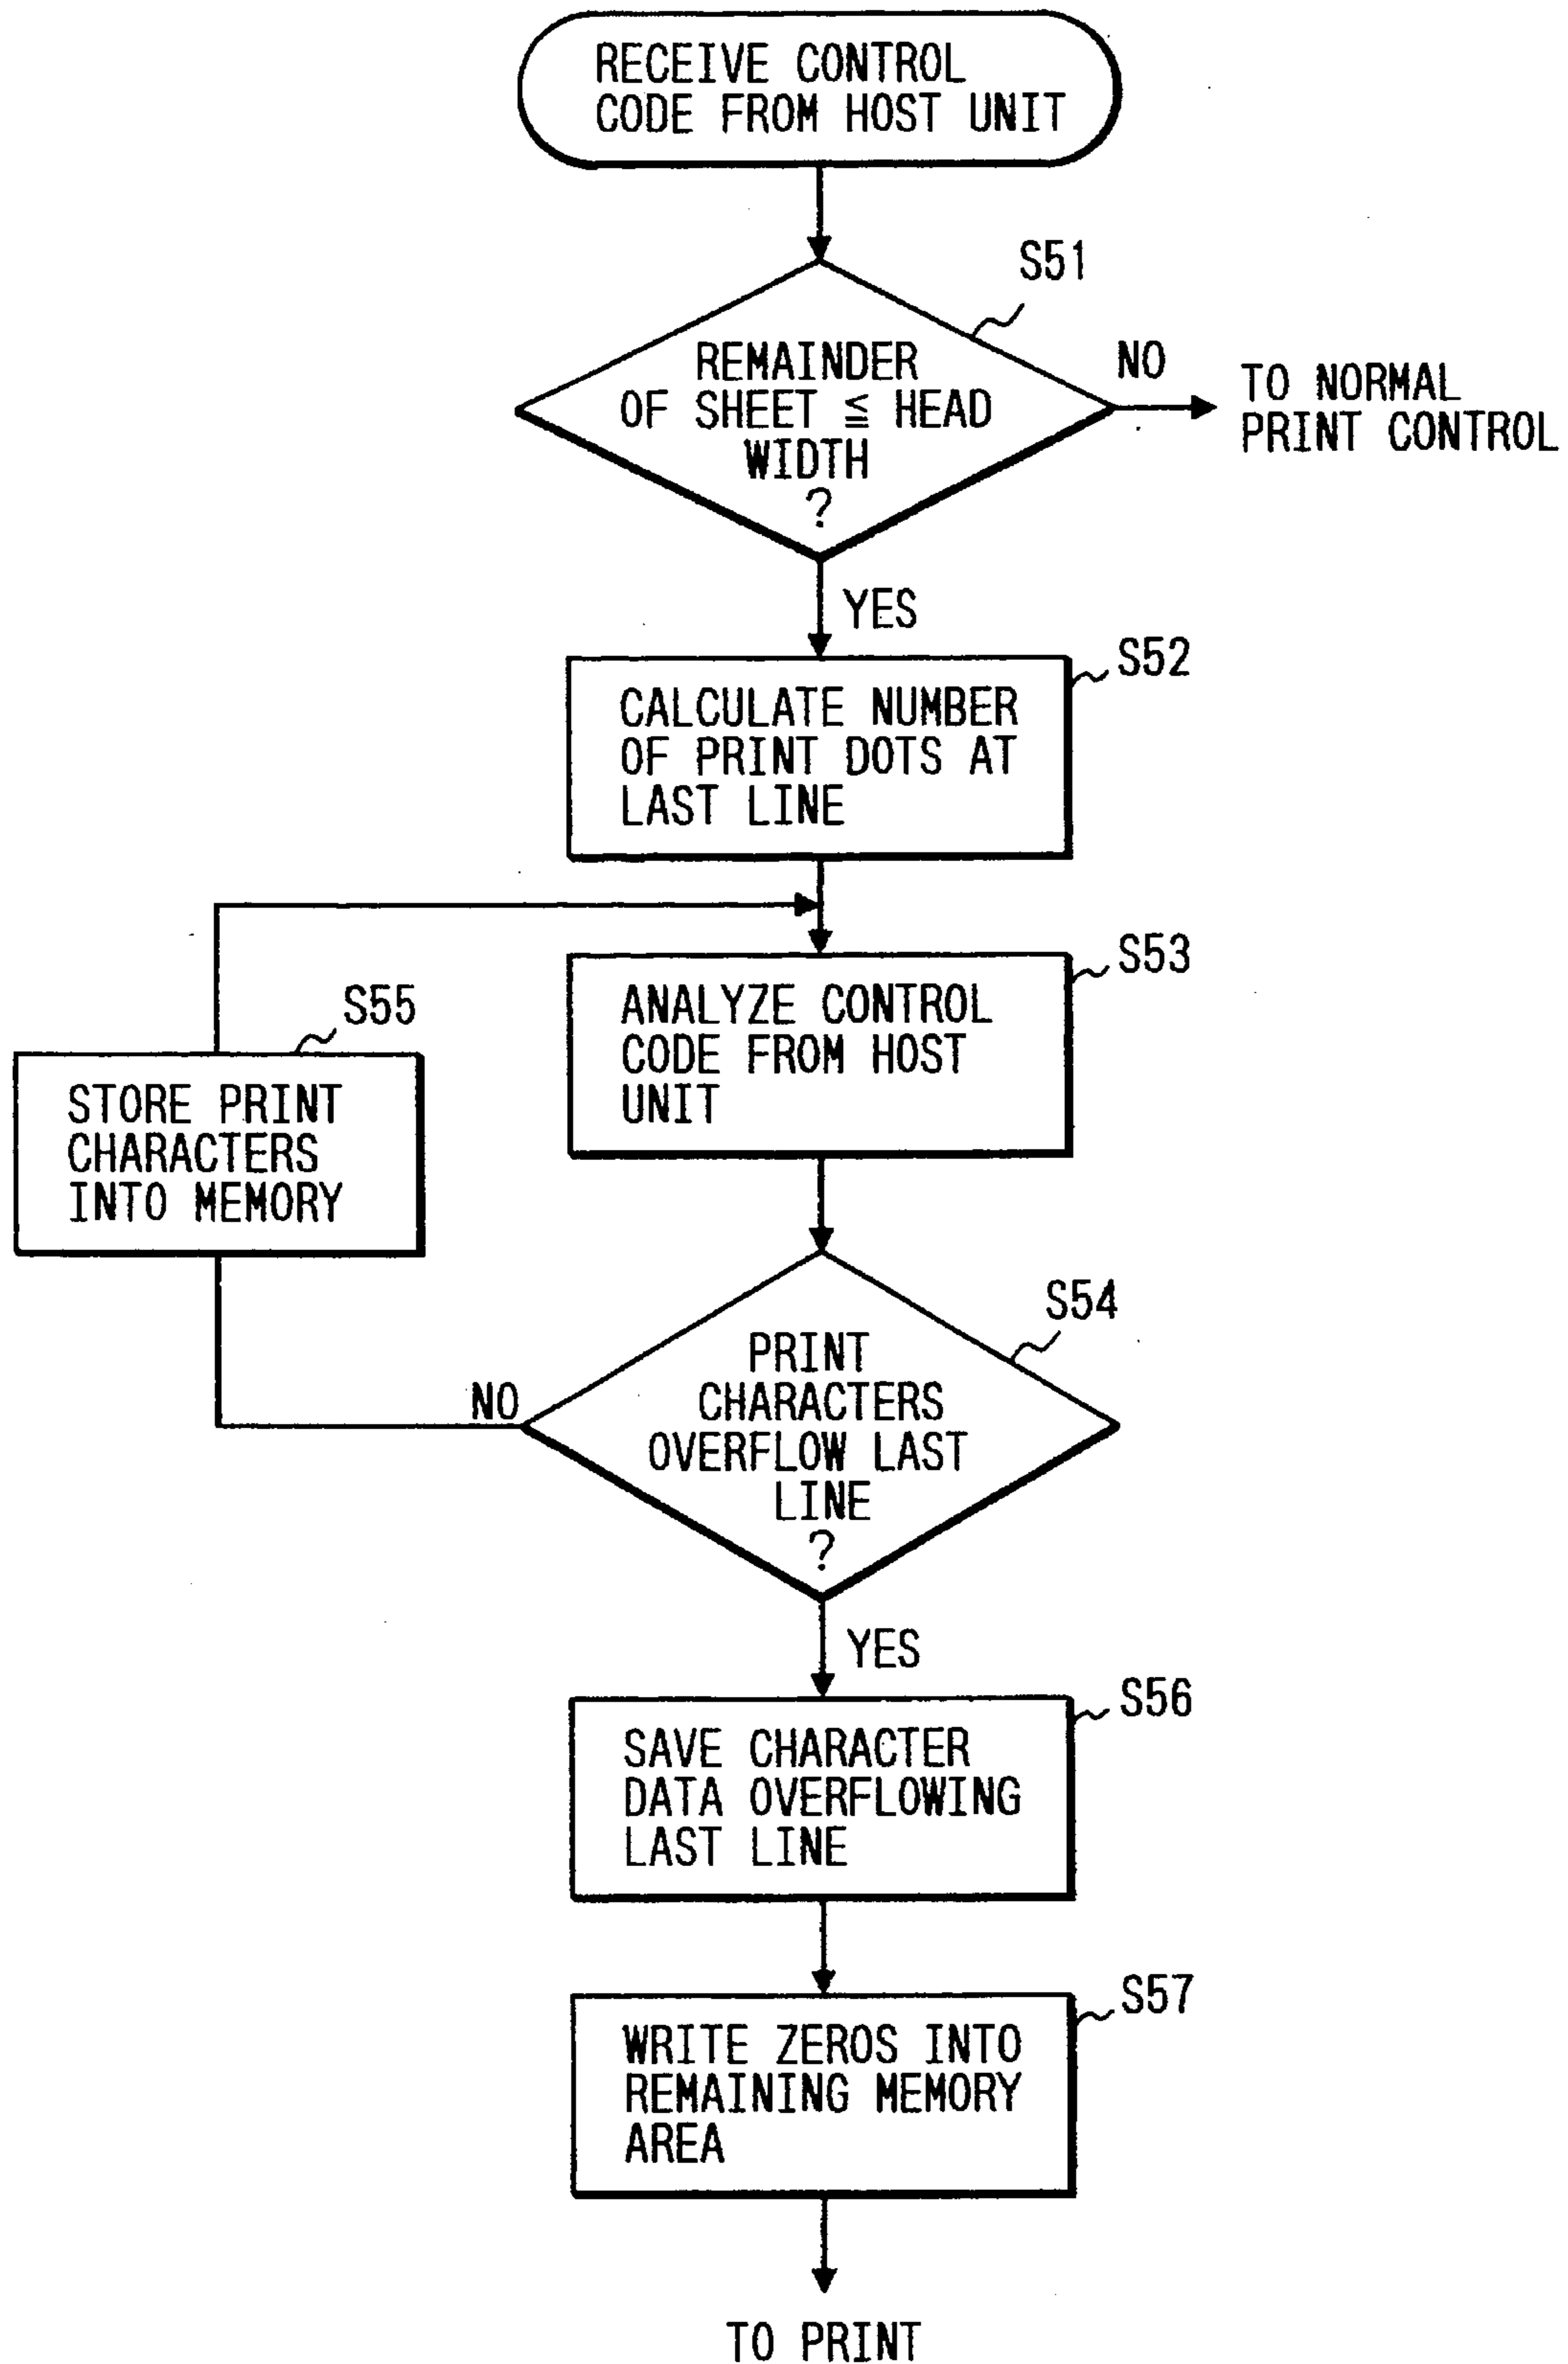 RECEIVE CONTROL
CODE FROM HOST UNIT
S51
REMAINDER
OF SHEET ≦ HEAD
WIDTH
?
NO
TO NORMAL
PRINT CONTROL
YES
S52
CALCULATE NUMBER
OF PRINT DOTS AT
LAST LINE
S53
ANALYZE CONTROL
CODE FROM HOST
UNIT
S55
STORE PRINT
CHARACTERS
INTO MEMORY
S54
PRINT
CHARACTERS
OVERFLOW LAST
LINE
?
NO
YES
S56
SAVE CHARACTER
DATA OVERFLOWING
LAST LINE
S57
WRITE ZEROS INTO
REMAINING MEMORY
AREA
TO PRINT